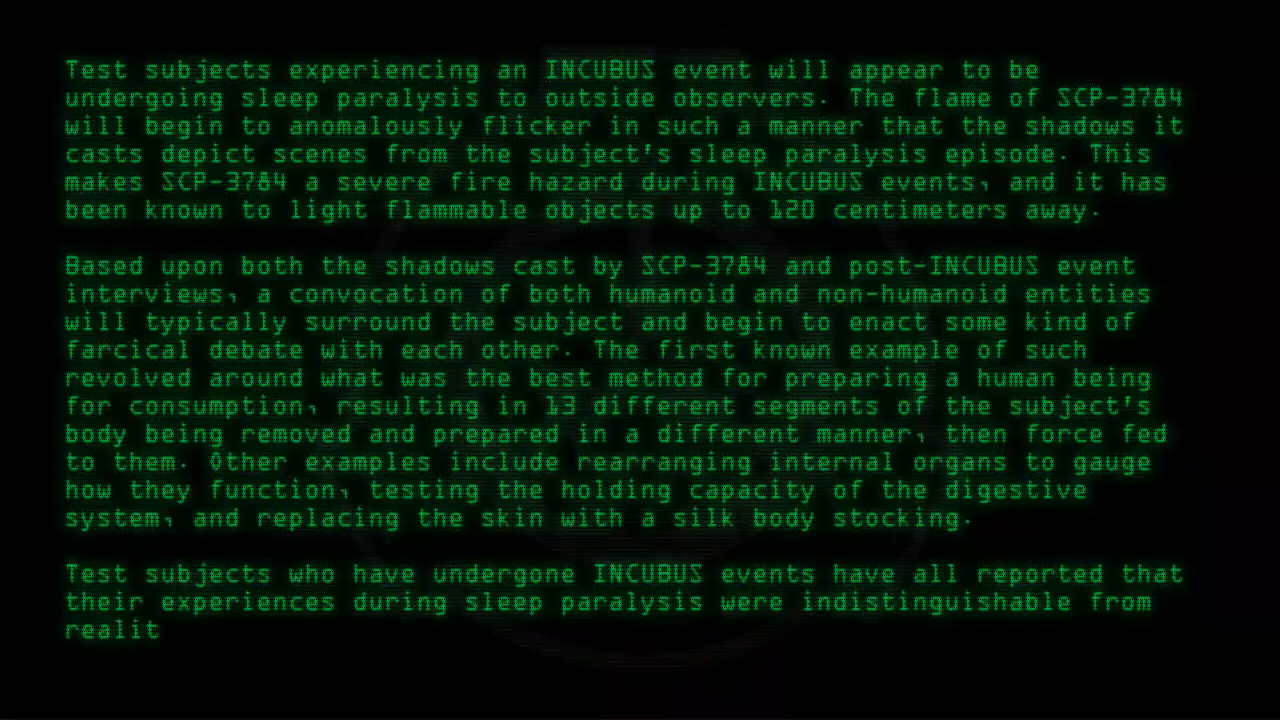 Test subjects experiencing an INCUBUS event will appear to be
undergoing sleep paralysis to outside observers. The flame of SCP-3784
will begin to anomalously flicker in such a manner that the shadows it
casts depict scenes from the subject's sleep paralysis episode. This
makes SCP-3784 a severe fire hazard during INCUBUS events, and it has
been known to light flammable objects up to 120 centimeters away.
Based upon both the shadows cast by SCP-3784 and post-INCUBUS event
interviews, a convocation of both humanoid and non-humanoid entities
will typically surround the subject and begin to enact some kind of
farcical debate with each other. The first known example of such
revolved around what was the best method for preparing a human being
for consumption, resulting in 13 different segments of the subject's
body being removed and prepared in a different manner, then force fed
to them. Other examples include rearranging internal organs to gauge
how they function, testing the holding capacity of the digestive
system, and replacing the skin with a silk body stocking.
Test subjects who have undergone INCUBUS events have all reported that
their experiences during sleep paralysis were indistinguishable from
realit